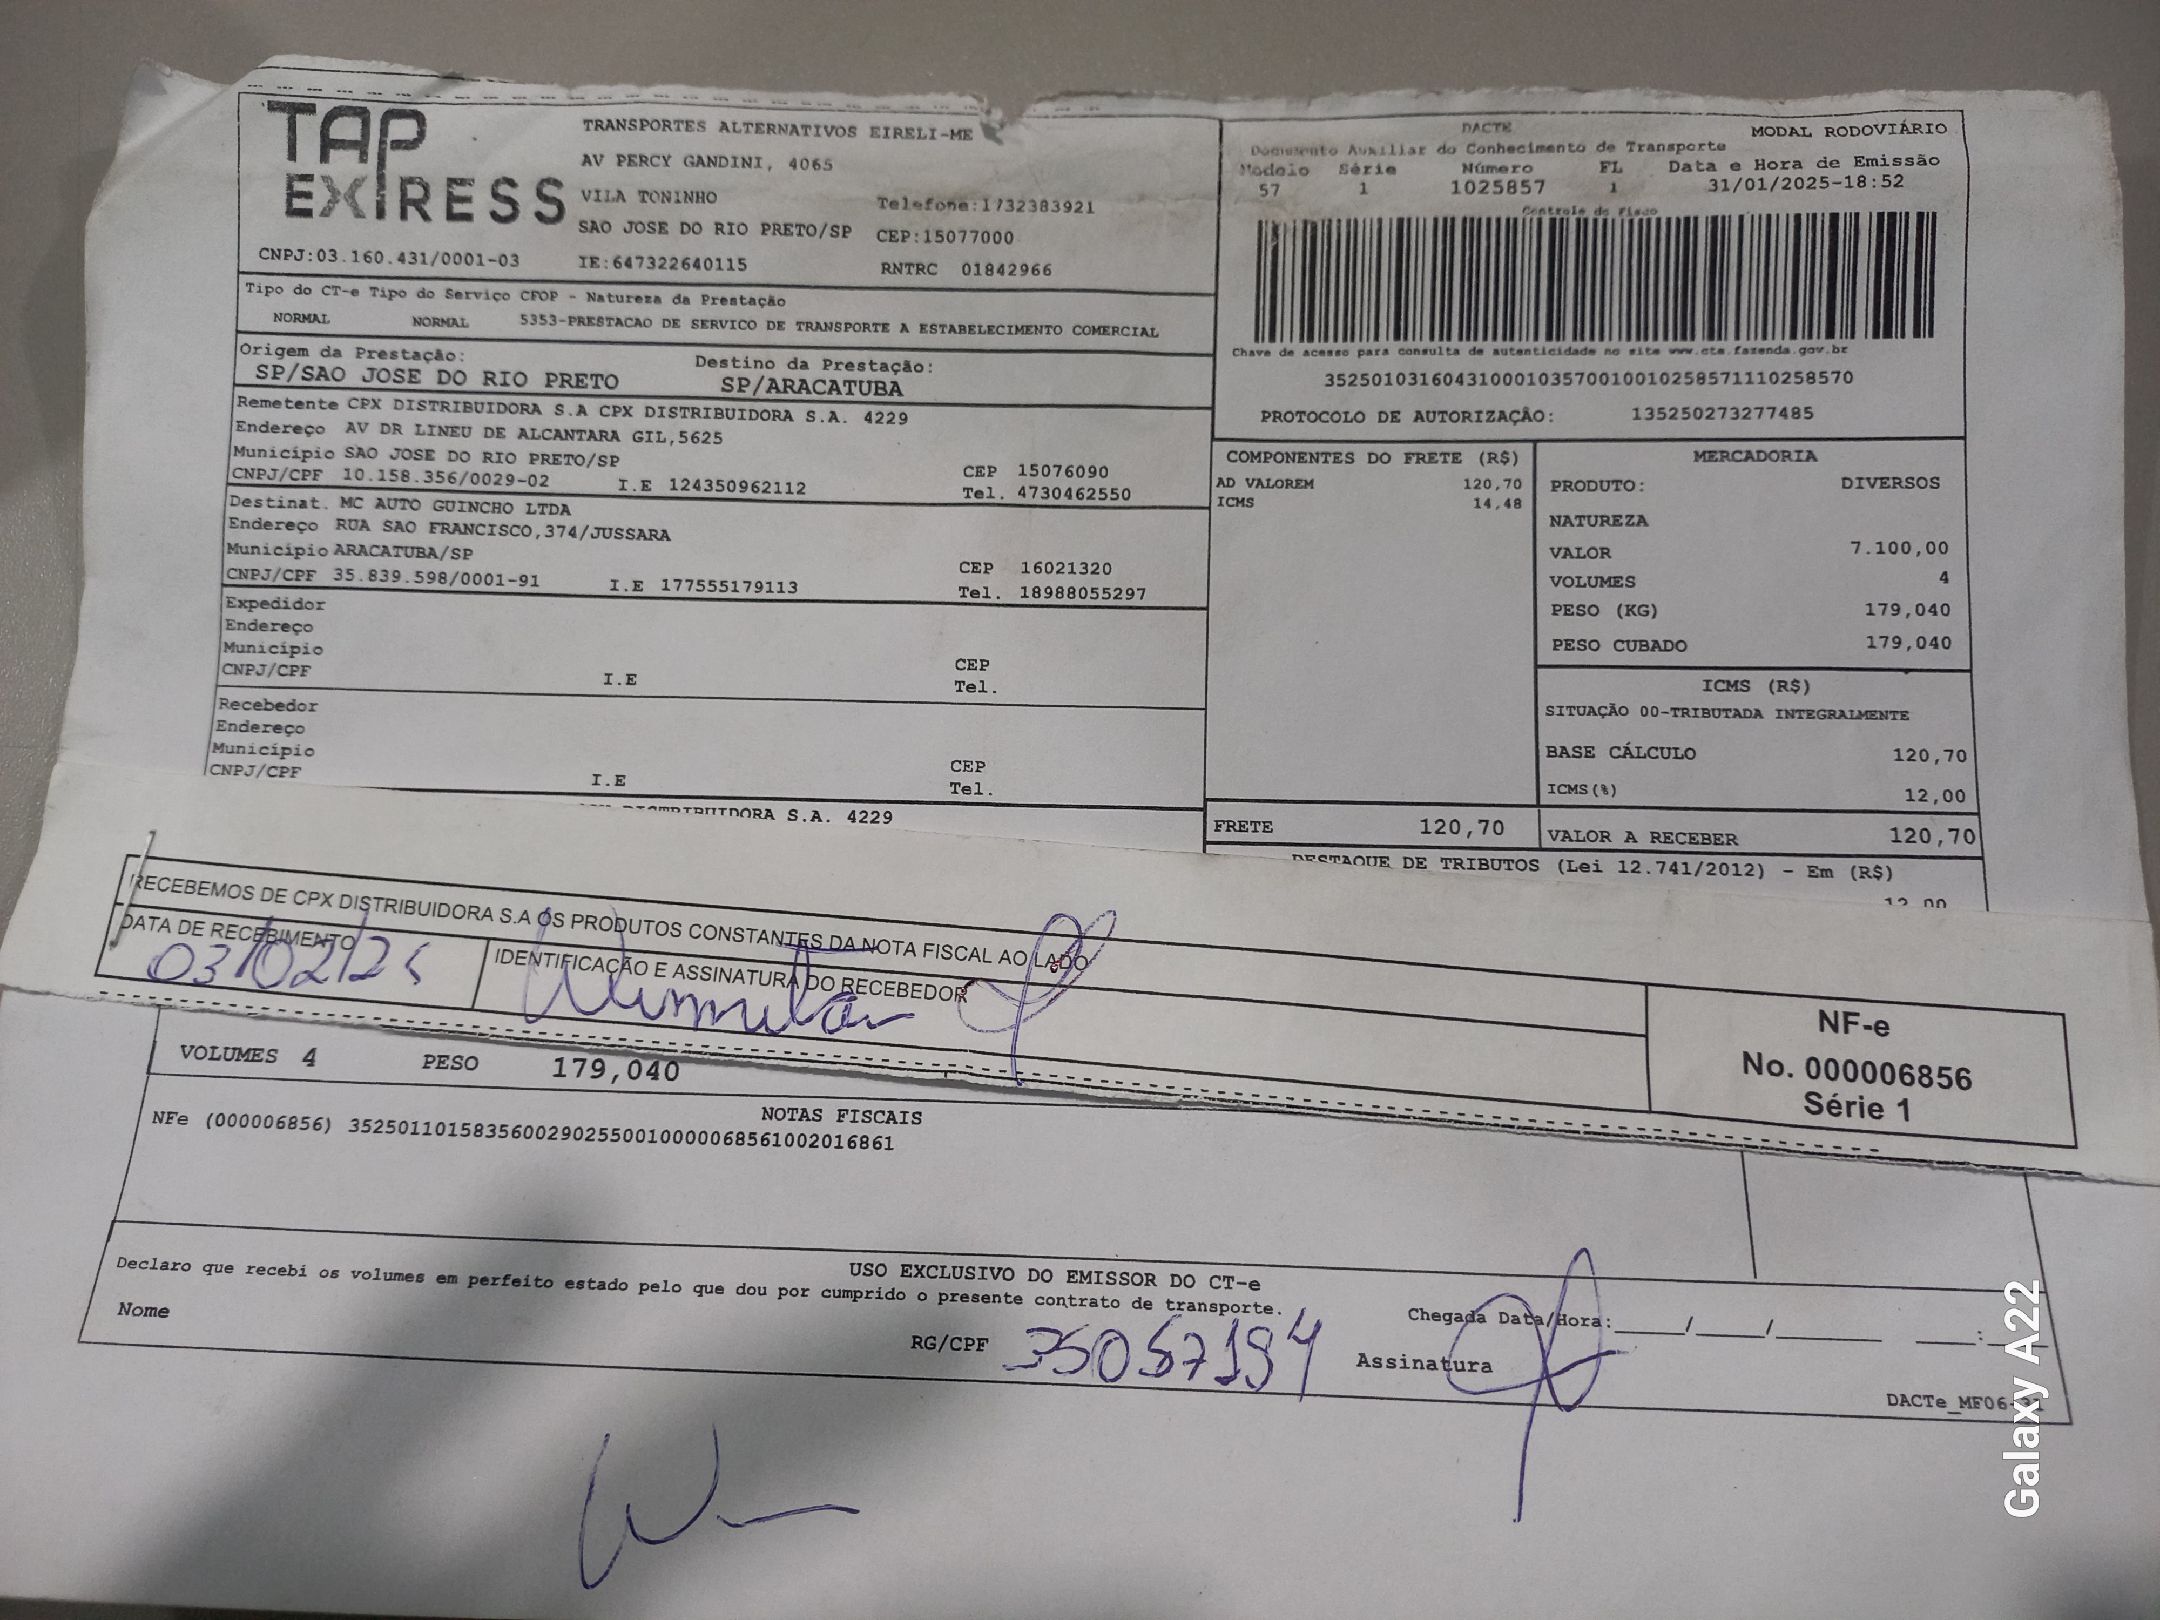 TAP EXPRESS
TRANSPORTES ALTERNATIVOS EIRELI-ME
AV PERCY GANDINI, 4065
VILA TONINHO Telefone:1732383921
SAO JOSE DO RIO PRETO/SP CEP:15077000
CNPJ:03.160.431/0001-03 IE:647322640115 RNTRC 01842966
DACTE MODAL RODOVIÁRIO
Documento Auxiliar do Conhecimento de Transporte
Modelo Série Número FL Data e Hora de Emissão
57 1 1025857 1 31/01/2025-18:52
Controle do Fisco
Chave de acesso para consulta de autenticidade no site www.cte.fazenda.gov.br
35250103160431000103570010010258571110258570
PROTOCOLO DE AUTORIZAÇÃO: 135250273277485
Tipo do CT-e Tipo do Serviço CFOP - Natureza da Prestação
NORMAL NORMAL 5353-PRESTACAO DE SERVICO DE TRANSPORTE A ESTABELECIMENTO COMERCIAL
Origem da Prestação: Destino da Prestação:
SP/SAO JOSE DO RIO PRETO SP/ARACATUBA
Remetente CPX DISTRIBUIDORA S.A CPX DISTRIBUIDORA S.A. 4229
Endereço AV DR LINEU DE ALCANTARA GIL,5625
Município SAO JOSE DO RIO PRETO/SP CEP 15076090
CNPJ/CPF 10.158.356/0029-02 I.E 124350962112 Tel. 4730462550
Destinat. MC AUTO GUINCHO LTDA
Endereço RUA SAO FRANCISCO,374/JUSSARA
Município ARACATUBA/SP CEP 16021320
CNPJ/CPF 35.839.598/0001-91 I.E 177555179113 Tel. 18988055297
Expedidor
Endereço
Município CEP
CNPJ/CPF I.E Tel.
Recebedor
Endereço
Município CEP
CNPJ/CPF I.E Tel.
DISTRIBUIDORA S.A. 4229
COMPONENTES DO FRETE (R$)
AD VALOREM 120,70
ICMS 14,48
FRETE 120,70
MERCADORIA
PRODUTO: DIVERSOS
NATUREZA
VALOR 7.100,00
VOLUMES 4
PESO (KG) 179,040
PESO CUBADO 179,040
ICMS (R$)
SITUAÇÃO 00-TRIBUTADA INTEGRALMENTE
BASE CÁLCULO 120,70
ICMS(%) 12,00
VALOR A RECEBER 120,70
DESTAQUE DE TRIBUTOS (Lei 12.741/2012) - Em (R$)
12,00
RECEBEMOS DE CPX DISTRIBUIDORA S.A OS PRODUTOS CONSTANTES DA NOTA FISCAL AO LADO
DATA DE RECEBIMENTO IDENTIFICAÇÃO E ASSINATURA DO RECEBEDOR
03/02/25
NF-e
No. 000006856
Série 1
VOLUMES 4 PESO 179,040
NOTAS FISCAIS
NFe (000006856) 35250110158356002902550010000068561002016861
USO EXCLUSIVO DO EMISSOR DO CT-e
Declaro que recebi os volumes em perfeito estado pelo que dou por cumprido o presente contrato de transporte.
Chegada Data/Hora:____/____/______ ___:___
Nome RG/CPF Assinatura
DACTe_MF06
Galaxy A22